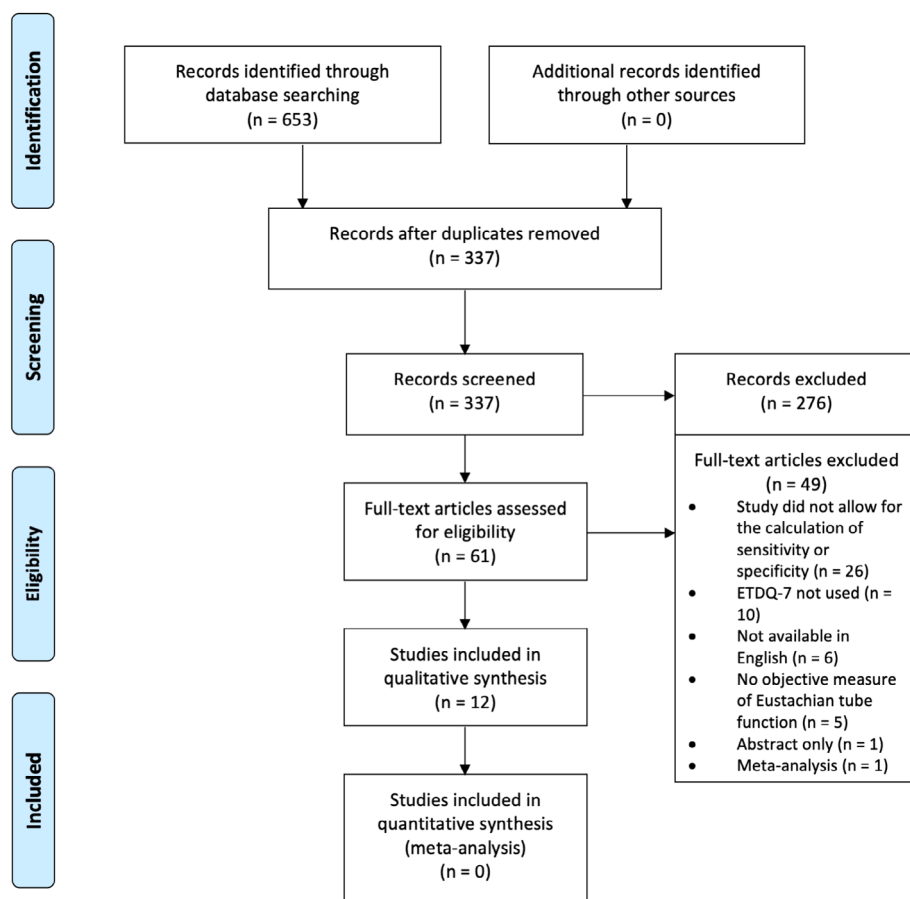 Identification
Records identified through
database searching
(n = 653)
Additional records identified
through other sources
(n = 0)
Records after duplicates removed
(n = 337)
Screening
Records screened
(n = 337)
Records excluded
(n = 276)
Eligibility
Full-text articles assessed
for eligibility
(n = 61)
Full-text articles excluded
(n = 49)
• Study did not allow for
the calculation of
sensitivity or
specificity (n = 26)
• ETDQ-7 not used (n =
10)
• Not available in
English (n = 6)
• No objective measure
of Eustachian tube
function (n = 5)
• Abstract only (n = 1)
• Meta-analysis (n = 1)
Studies included in
qualitative synthesis
(n = 12)
Included
Studies included in
quantitative synthesis
(meta-analysis)
(n = 0)